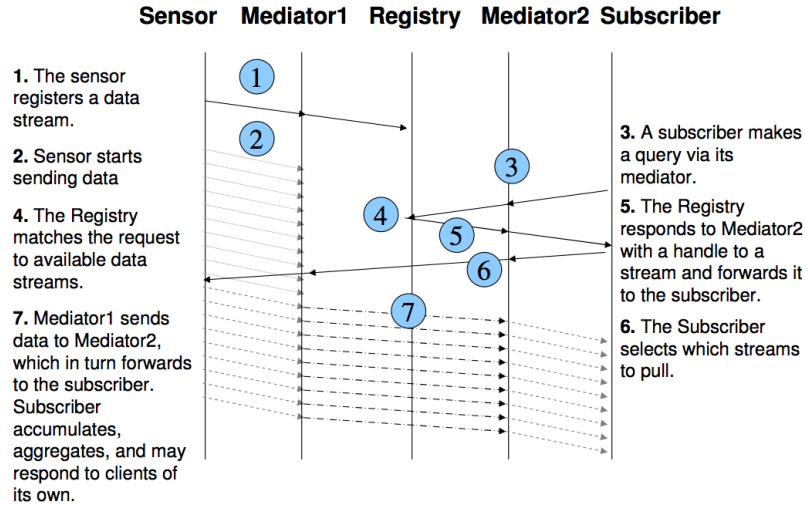 Sensor Mediator1 Registry Mediator2 Subscriber
1
1. The sensor
registers a data
stream.
2
2. Sensor starts
sending data
3
3. A subscriber makes
a query via its
mediator.
4
4. The Registry
matches the request
to available data
streams.
5
5. The Registry
responds to Mediator2
with a handle to a
stream and forwards it
to the subscriber.
6
6. The Subscriber
selects which streams
to pull.
7
7. Mediator1 sends
data to Mediator2,
which in turn forwards
to the subscriber.
Subscriber
accumulates,
aggregates, and may
respond to clients of
its own.